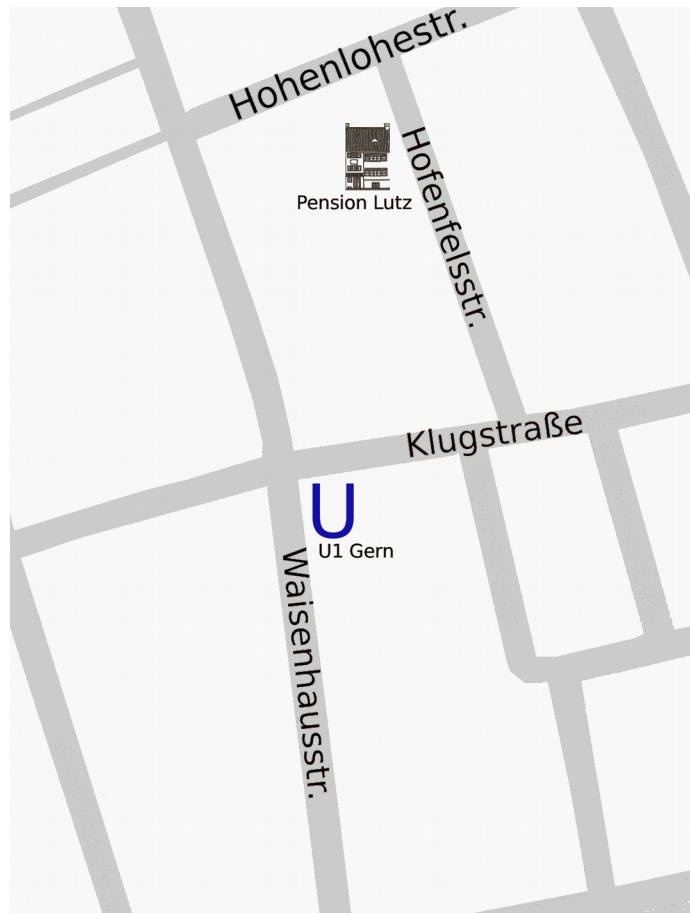 Hohenlohestr.
Hofenfelsstr.
Pension Lutz
Klugstraße
U
U1 Gern
Waisenhausstr.